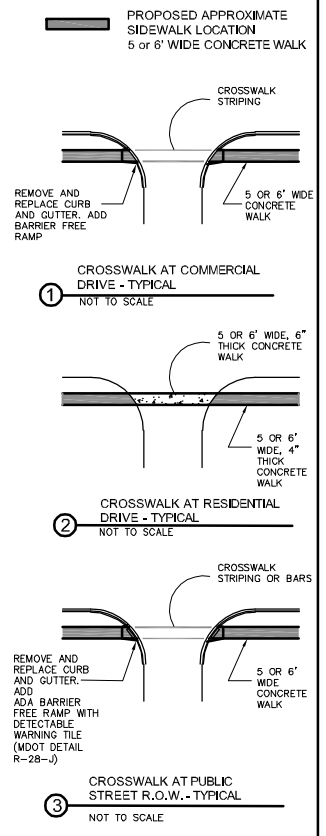 PROPOSED APPROXIMATE
SIDEWALK LOCATION
5 or 6' WIDE CONCRETE WALK
CROSSWALK
STRIPING
REMOVE AND
REPLACE CURB
AND GUTTER. ADD
BARRIER FREE
RAMP
5 OR 6' WIDE
CONCRETE
WALK
1
CROSSWALK AT COMMERCIAL
DRIVE - TYPICAL
NOT TO SCALE
5 OR 6' WIDE, 6"
THICK CONCRETE
WALK
5 OR 6'
WIDE, 4"
THICK
CONCRETE
WALK
2
CROSSWALK AT RESIDENTIAL
DRIVE - TYPICAL
NOT TO SCALE
CROSSWALK
STRIPING OR BARS
REMOVE AND
REPLACE CURB
AND GUTTER.
ADD
ADA BARRIER
FREE RAMP WITH
DETECTABLE
WARNING TILE
(MDOT DETAIL
R-28-J)
5 OR 6'
WIDE
CONCRETE
WALK
3
CROSSWALK AT PUBLIC
STREET R.O.W. - TYPICAL
NOT TO SCALE